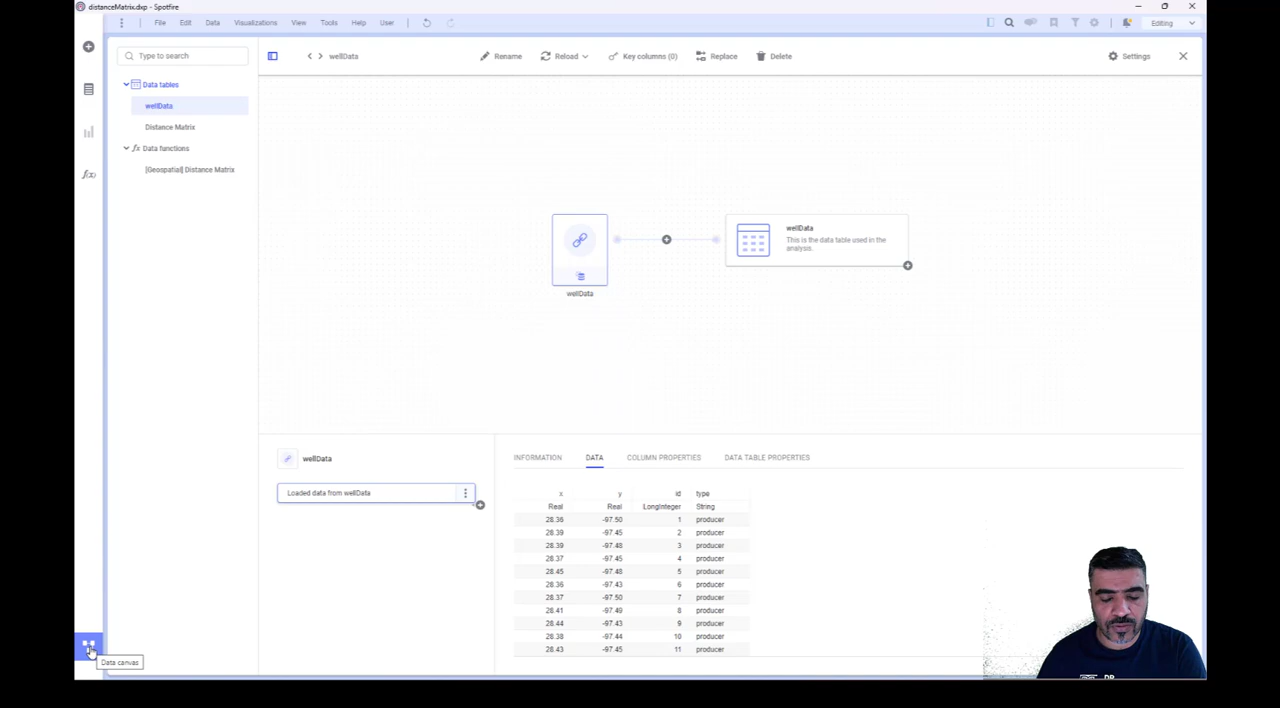 distanceMatrix.dxp - Spotfire
File Edit Data Visualizations View Tools Help User Editing
Type to search
Data tables
wellData
Distance Matrix
Data functions
[Geospatial] Distance Matrix
f(x)
wellData
Rename Reload Key columns (0) Replace Delete Settings
wellData
wellData
This is the data table used in the
analysis.
wellData
Loaded data from wellData
INFORMATION DATA COLUMN PROPERTIES DATA TABLE PROPERTIES
x y id type
Real Real LongInteger String
28.36 -97.50 1 producer
28.39 -97.45 2 producer
28.39 -97.48 3 producer
28.37 -97.45 4 producer
28.45 -97.48 5 producer
28.36 -97.43 6 producer
28.37 -97.50 7 producer
28.41 -97.49 8 producer
28.44 -97.43 9 producer
28.38 -97.44 10 producer
28.43 -97.45 11 producer
Data canvas